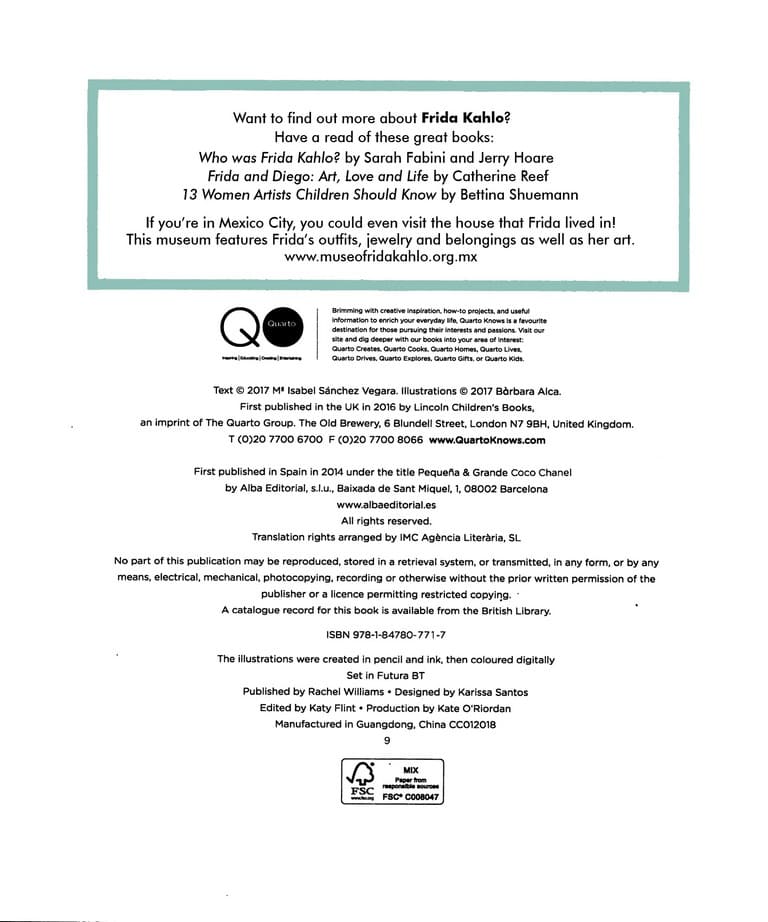 Want to find out more about Frida Kahlo?
Have a read of these great books:
Who was Frida Kahlo? by Sarah Fabini and Jerry Hoare
Frida and Diego: Art, Love and Life by Catherine Reef
13 Women Artists Children Should Know by Bettina Shuemann
If you're in Mexico City, you could even visit the house that Frida lived in!
This museum features Frida's outfits, jewelry and belongings as well as her art.
www.museofridakahlo.org.mx
Quarto
Inspiring | Educating | Creating | Entertaining
Brimming with creative inspiration, how-to projects, and useful
information to enrich your everyday life, Quarto Knows is a favourite
destination for those pursuing their interests and passions. Visit our
site and dig deeper with our books into your area of interest:
Quarto Creates, Quarto Cooks, Quarto Homes, Quarto Lives,
Quarto Drives, Quarto Explores, Quarto Gifts, or Quarto Kids.
Text © 2017 Mª Isabel Sánchez Vegara. Illustrations © 2017 Bàrbara Alca.
First published in the UK in 2016 by Lincoln Children's Books,
an imprint of The Quarto Group. The Old Brewery, 6 Blundell Street, London N7 9BH, United Kingdom.
T (0)20 7700 6700 F (0)20 7700 8066 www.QuartoKnows.com
First published in Spain in 2014 under the title Pequeña & Grande Coco Chanel
by Alba Editorial, s.l.u., Baixada de Sant Miquel, 1, 08002 Barcelona
www.albaeditorial.es
All rights reserved.
Translation rights arranged by IMC Agència Literària, SL
No part of this publication may be reproduced, stored in a retrieval system, or transmitted, in any form, or by any
means, electrical, mechanical, photocopying, recording or otherwise without the prior written permission of the
publisher or a licence permitting restricted copying.
A catalogue record for this book is available from the British Library.
ISBN 978-1-84780-771-7
The illustrations were created in pencil and ink, then coloured digitally
Set in Futura BT
Published by Rachel Williams • Designed by Karissa Santos
Edited by Katy Flint • Production by Kate O'Riordan
Manufactured in Guangdong, China CC012018
9
MIX
Paper from
responsible sources
FSC® C008047
FSC
www.fsc.org